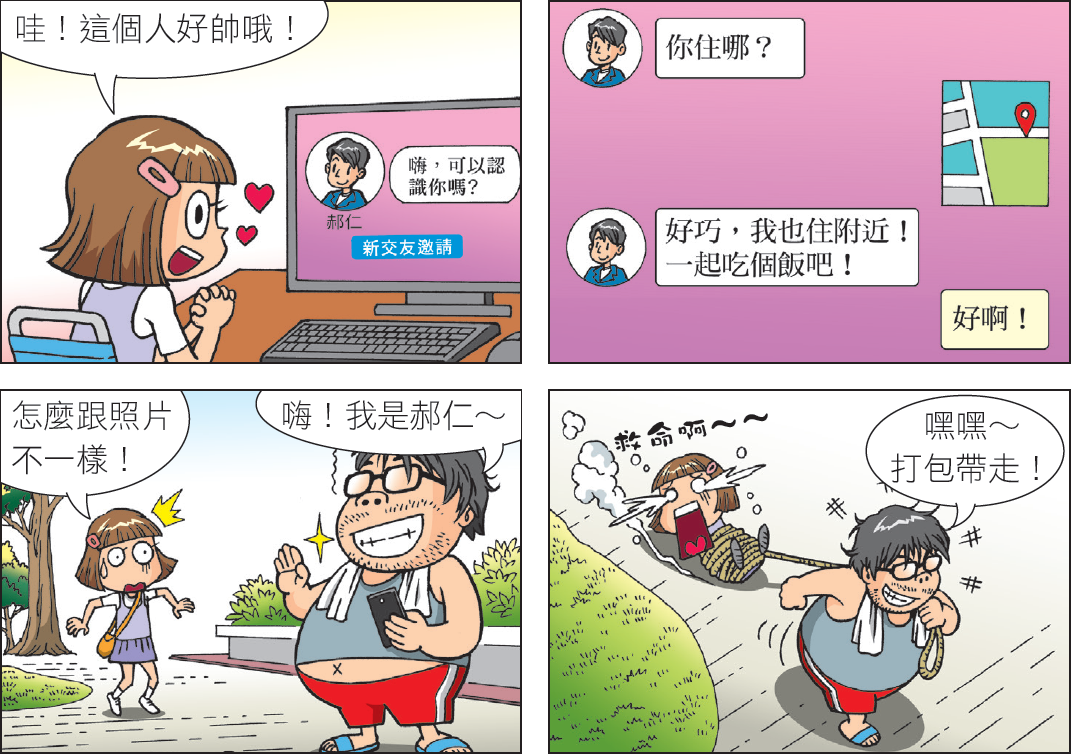 哇！這個人好帥哦！
嗨，可以認
識你嗎？
郝仁
新交友邀請
你住哪？
好巧，我也住附近！
一起吃個飯吧！
好啊！
怎麼跟照片
不一樣！
嗨！我是郝仁～
救命啊～～
嘿嘿～
打包帶走！